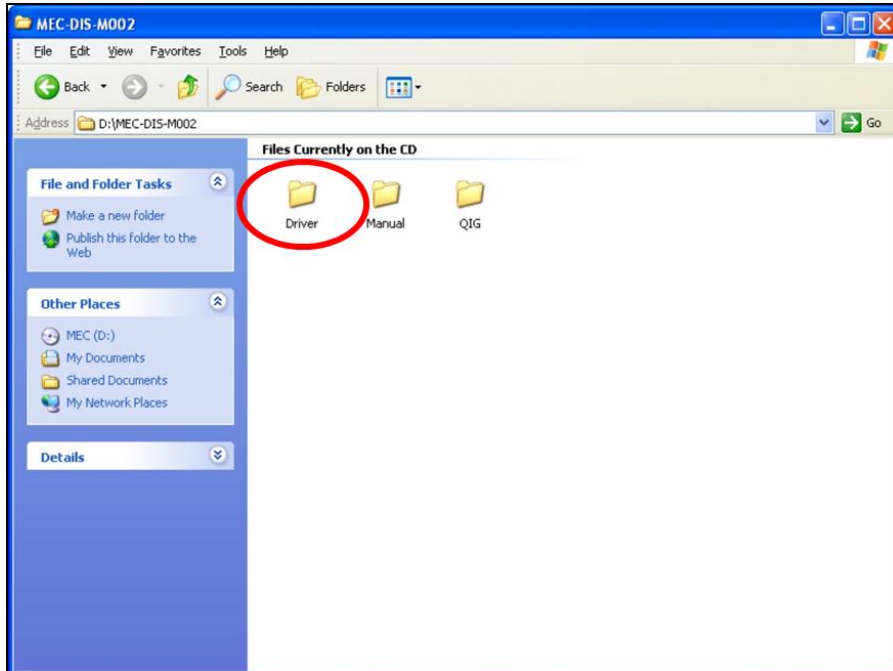 MEC-DIS-M002
File Edit View Favorites Tools Help
Back Search Folders
Address D:\MEC-DIS-M002 Go
Files Currently on the CD
File and Folder Tasks
Make a new folder
Publish this folder to the
Web
Other Places
MEC (D:)
My Documents
Shared Documents
My Network Places
Details
Driver Manual QIG